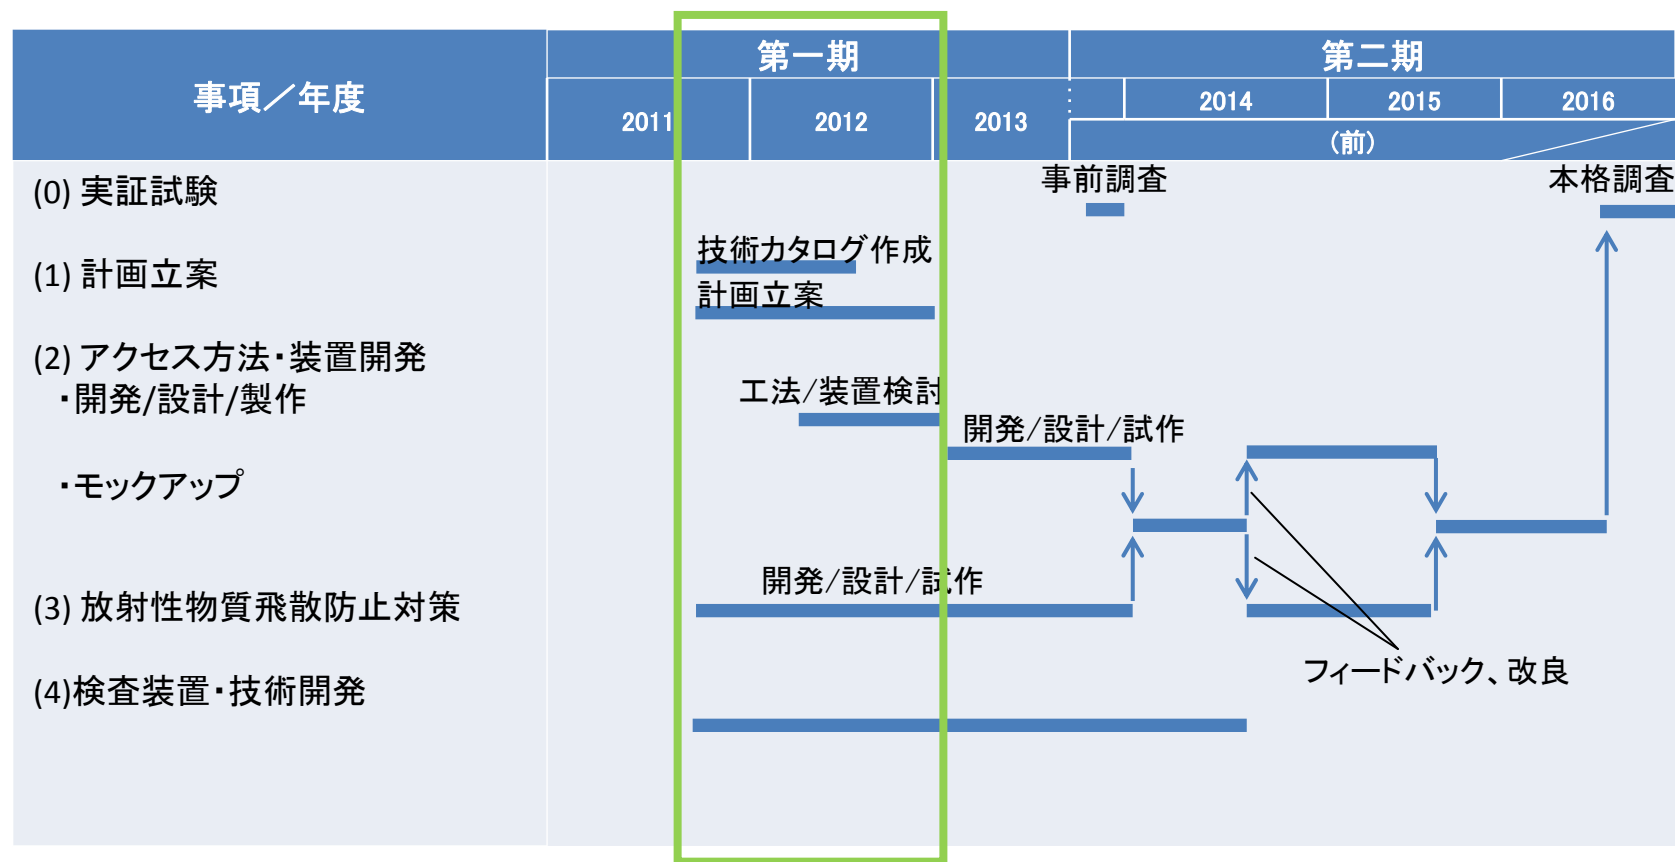 事項／年度
第一期
第二期
2011
2012
2013
2014
2015
2016
(前)
(0) 実証試験
事前調査
本格調査
技術カタログ作成
(1) 計画立案
計画立案
(2) アクセス方法・装置開発
・開発/設計/製作
工法/装置検討
開発/設計/試作
・モックアップ
開発/設計/試作
(3) 放射性物質飛散防止対策
フィードバック、改良
(4)検査装置・技術開発